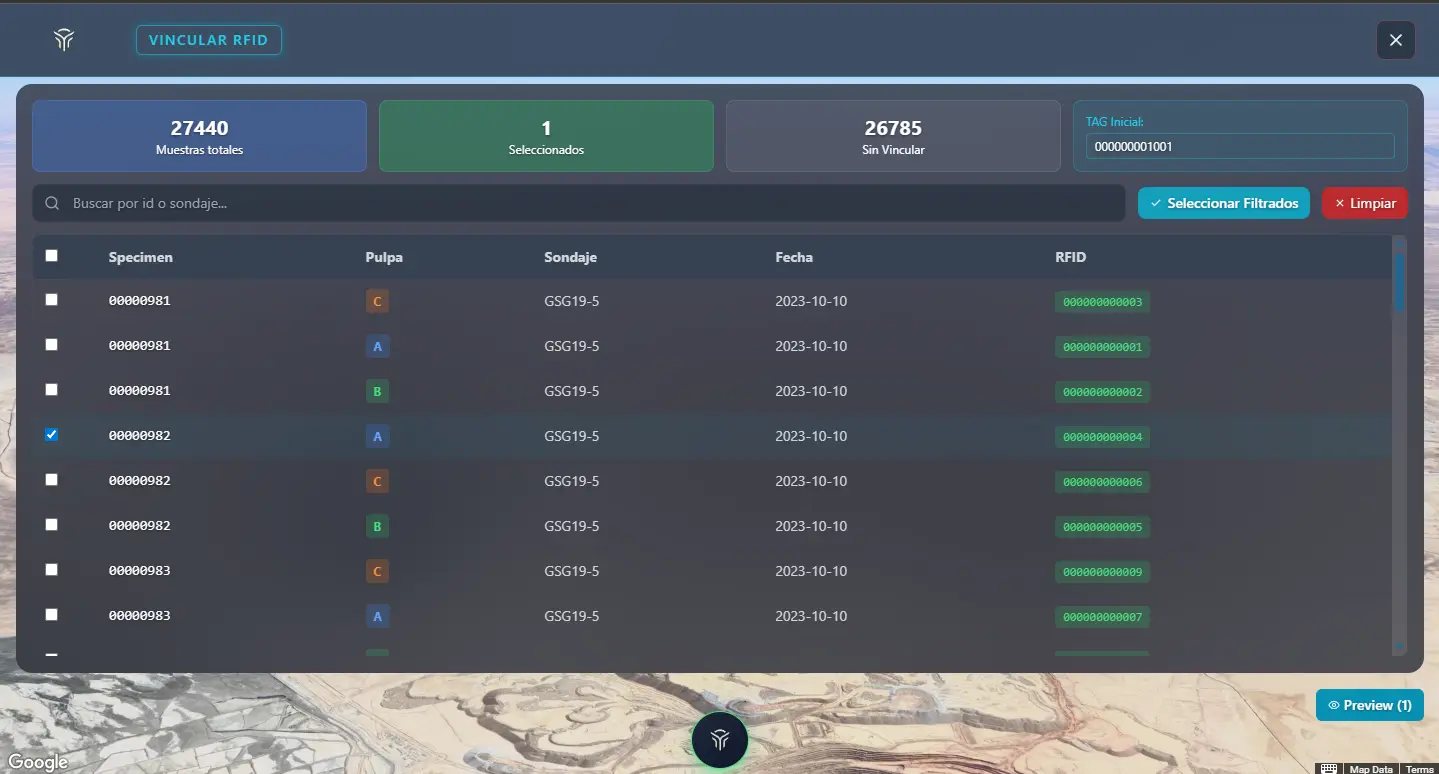 VINCULAR RFID
27440
Muestras totales
1
Seleccionados
26785
Sin Vincular
TAG Inicial:
000000001001
Buscar por id o sondaje...
Seleccionar Filtrados
Limpiar
Specimen Pulpa Sondaje Fecha RFID
00000981 C GSG19-5 2023-10-10 000000000003
00000981 A GSG19-5 2023-10-10 000000000001
00000981 B GSG19-5 2023-10-10 000000000002
00000982 A GSG19-5 2023-10-10 000000000004
00000982 C GSG19-5 2023-10-10 000000000006
00000982 B GSG19-5 2023-10-10 000000000005
00000983 C GSG19-5 2023-10-10 000000000009
00000983 A GSG19-5 2023-10-10 000000000007
Preview (1)
Google
Map Data Terms